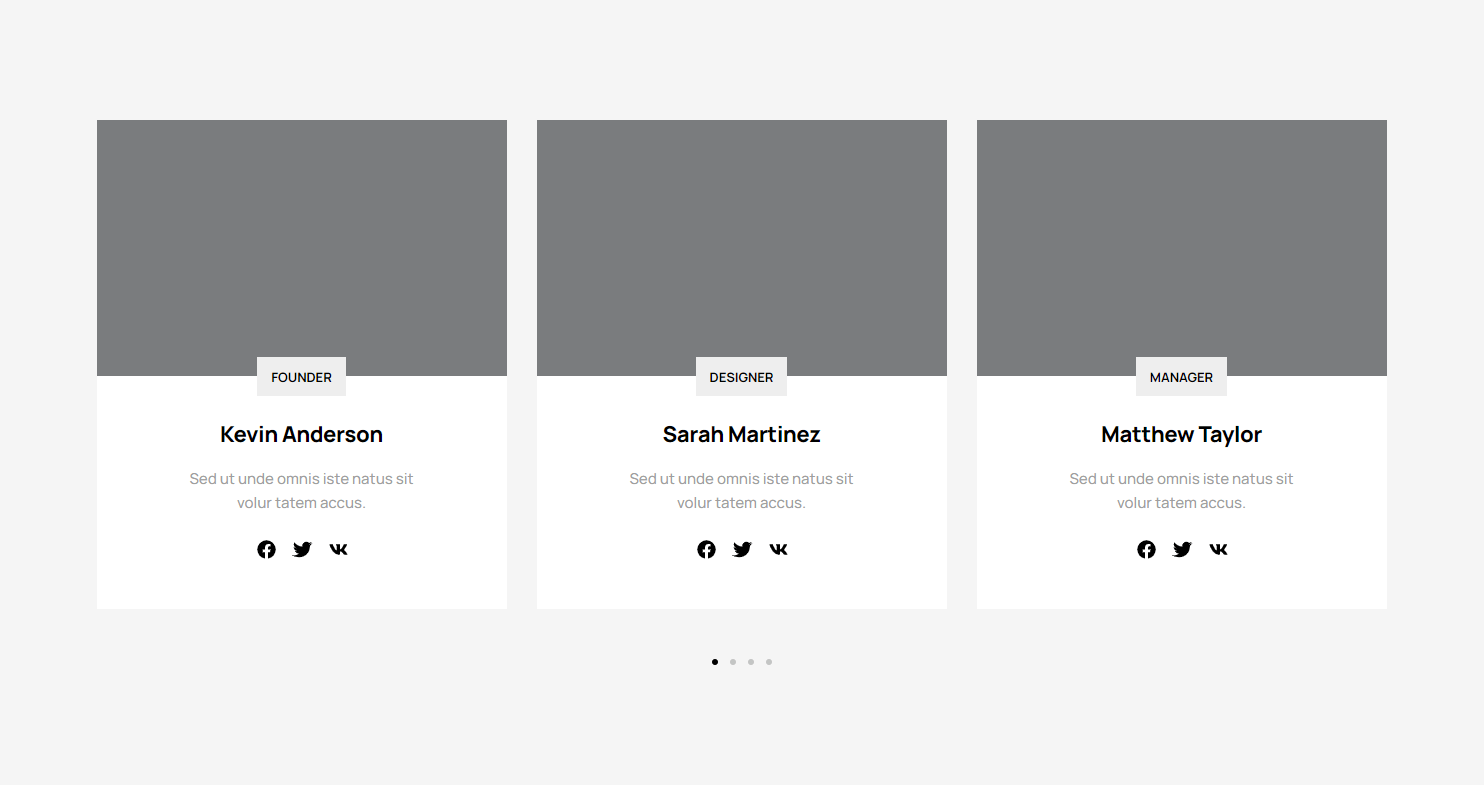 FOUNDER
Kevin Anderson
Sed ut unde omnis iste natus sit
volur tatem accus.
DESIGNER
Sarah Martinez
Sed ut unde omnis iste natus sit
volur tatem accus.
MANAGER
Matthew Taylor
Sed ut unde omnis iste natus sit
volur tatem accus.